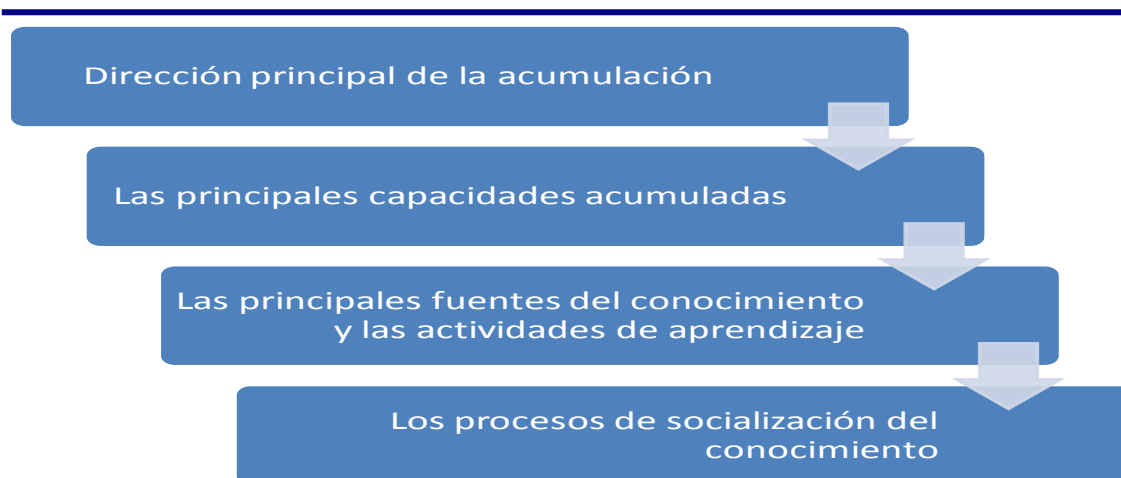 Dirección principal de la acumulación
Las principales capacidades acumuladas
Las principales fuentes del conocimiento
y las actividades de aprendizaje
Los procesos de socialización del
conocimiento